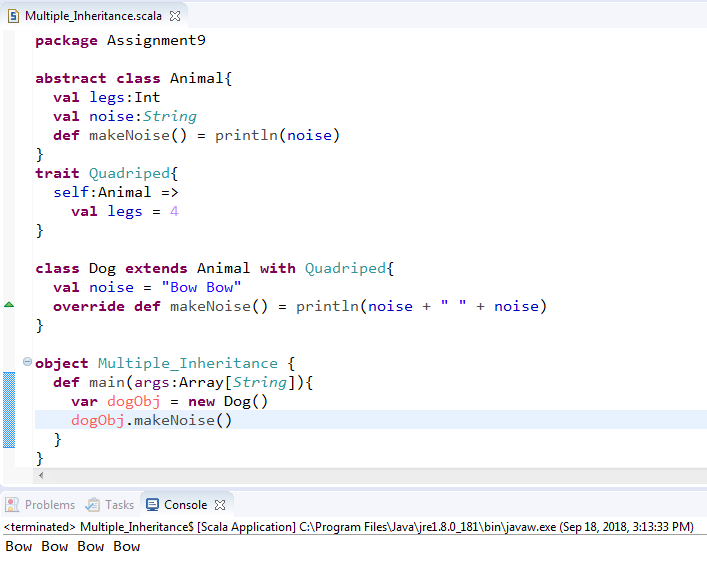 Multiple_Inheritance.scala
package Assignment9
abstract class Animal{
val legs:Int
val noise:String
def makeNoise() = println(noise)
}
trait Quadriped{
self:Animal =>
val legs = 4
}
class Dog extends Animal with Quadriped{
val noise = "Bow Bow"
override def makeNoise() = println(noise + " " + noise)
}
object Multiple_Inheritance {
def main(args:Array[String]){
var dogObj = new Dog()
dogObj.makeNoise()
}
}
Problems Tasks Console
<terminated> Multiple_Inheritance$ [Scala Application] C:\Program Files\Java\jre1.8.0_181\bin\javaw.exe (Sep 18, 2018, 3:13:33 PM)
Bow Bow Bow Bow